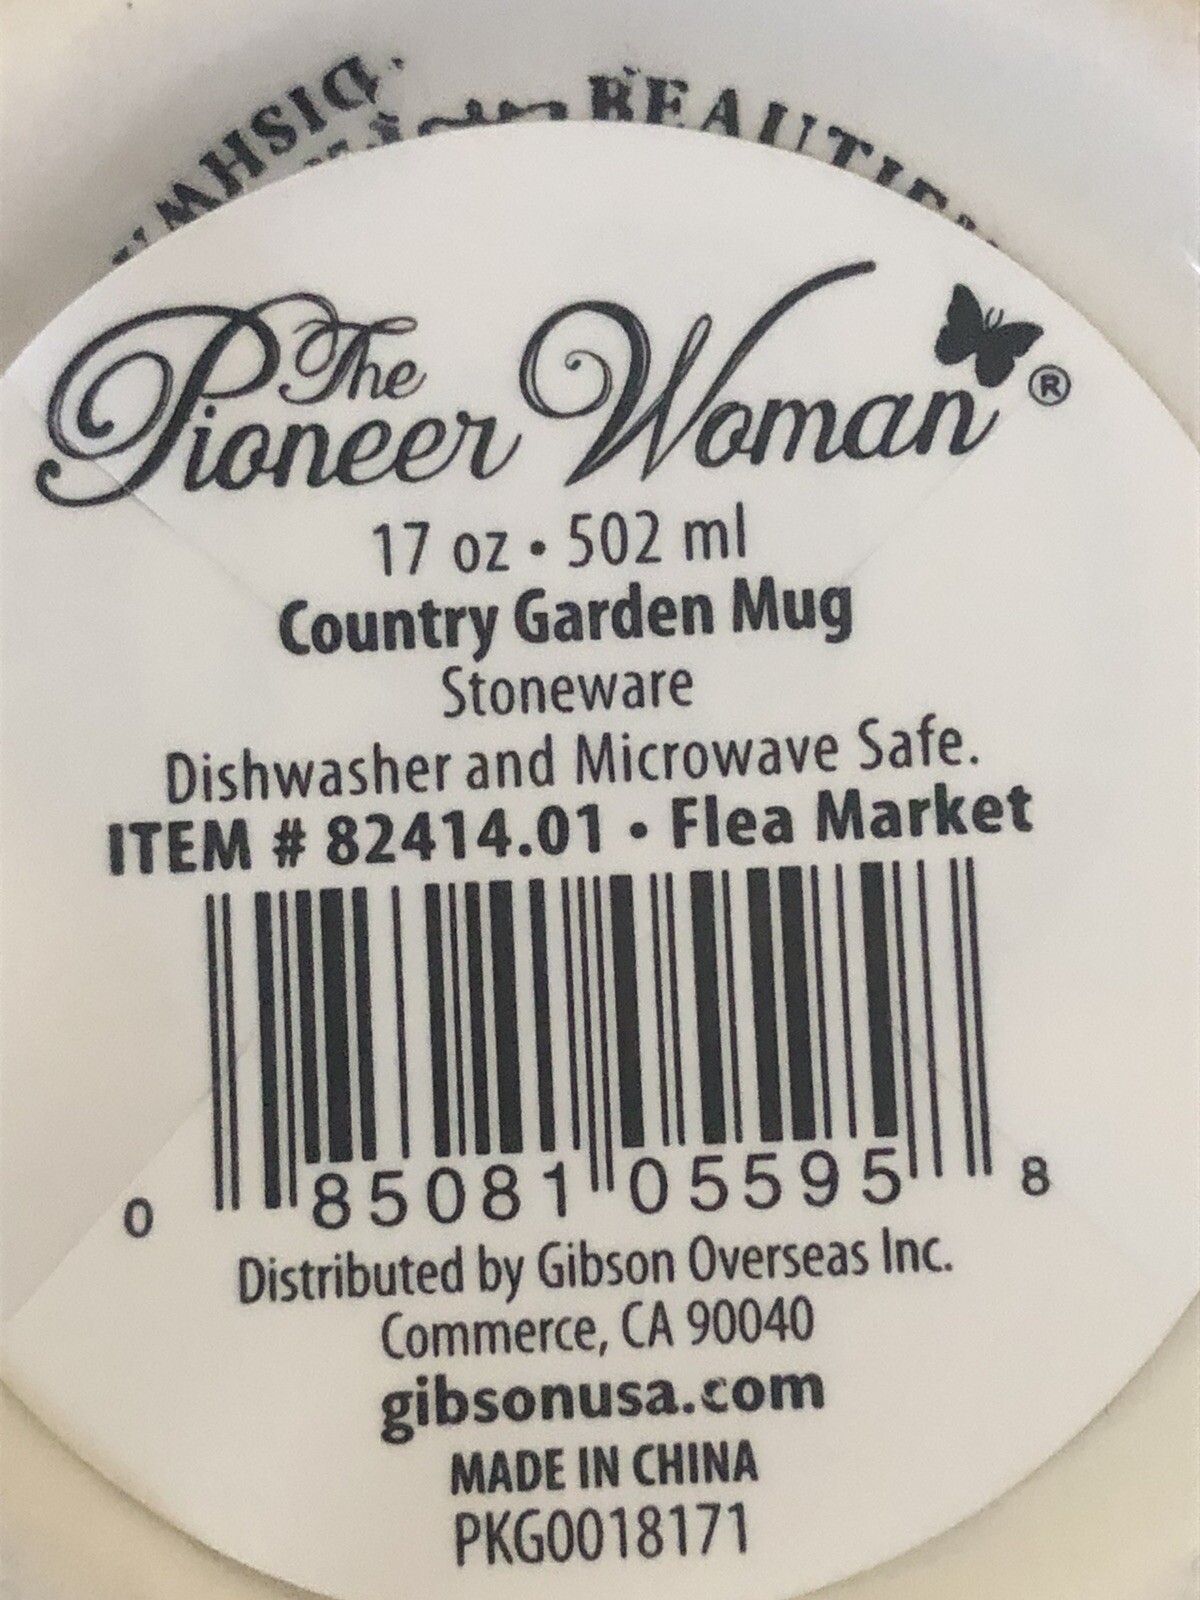 The
Pioneer Woman®
17 oz • 502 ml
Country Garden Mug
Stoneware
Dishwasher and Microwave Safe.
ITEM # 82414.01 • Flea Market
0 85081 05595 8
Distributed by Gibson Overseas Inc.
Commerce, CA 90040
gibsonusa.com
MADE IN CHINA
PKG0018171